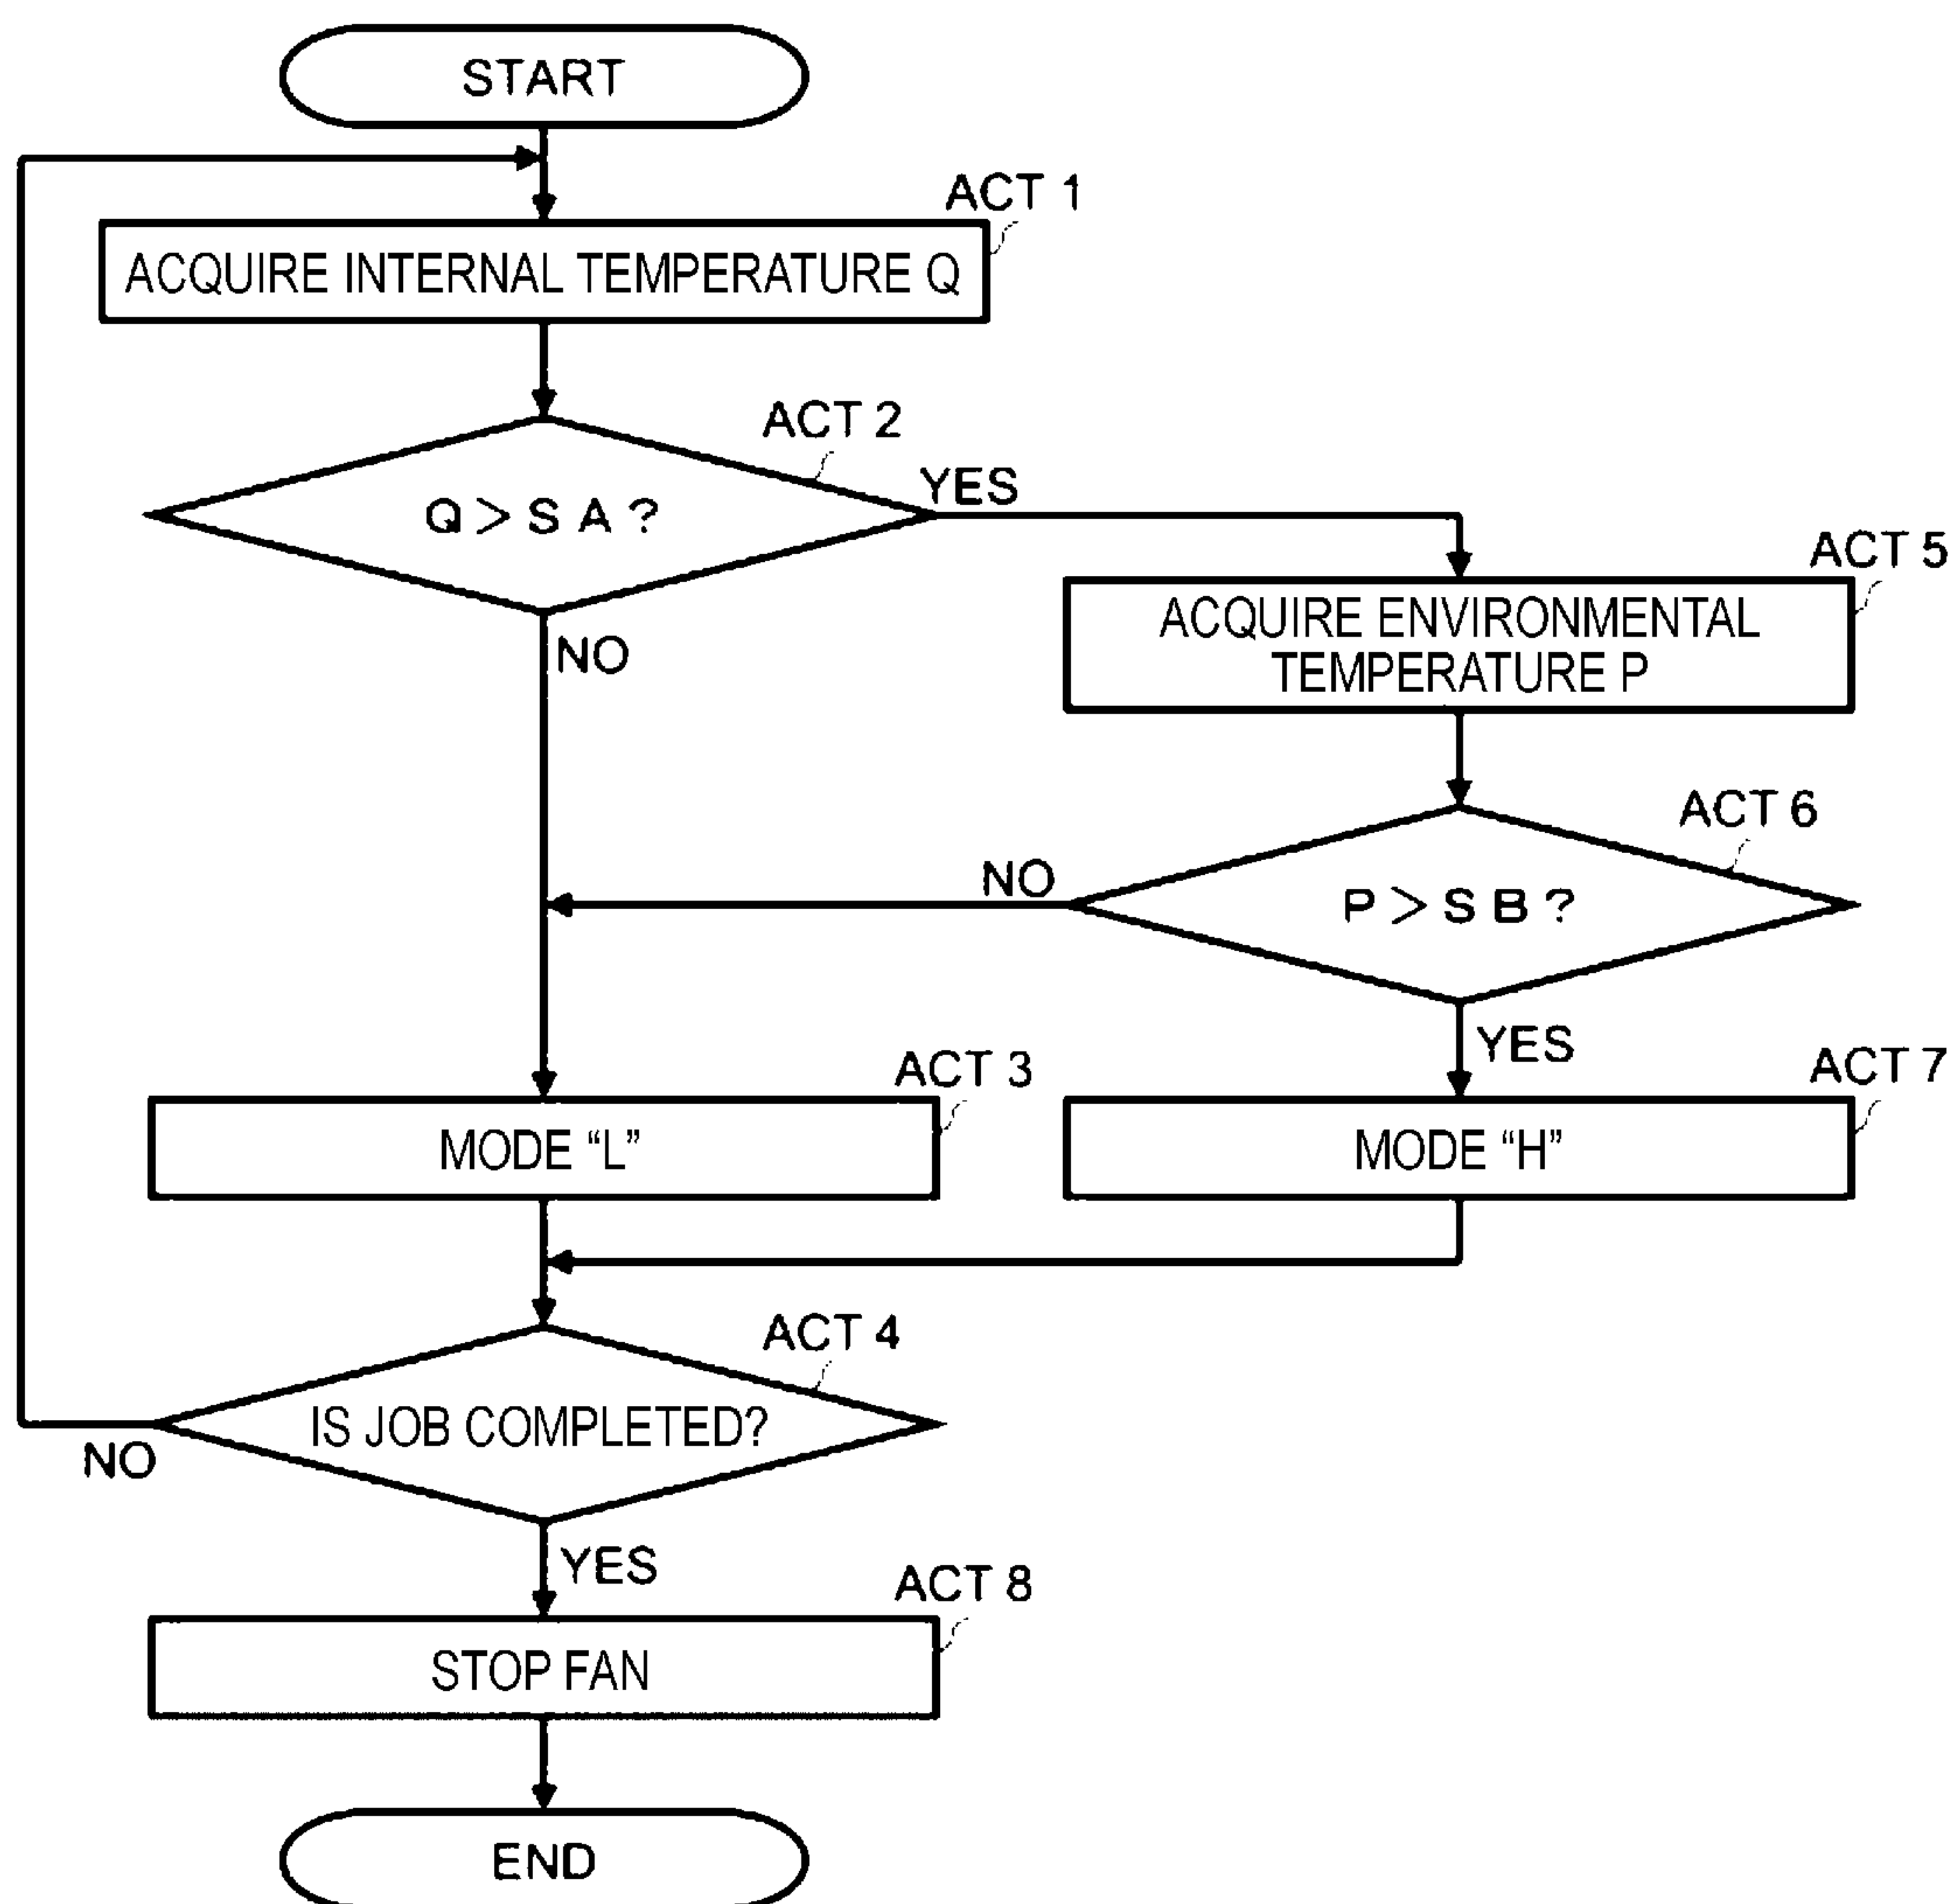 START
ACT 1
ACQUIRE INTERNAL TEMPERATURE Q
ACT 2
Q > S A ?
YES
NO
ACT 5
ACQUIRE ENVIRONMENTAL
TEMPERATURE P
ACT 6
P > S B ?
NO
YES
ACT 3
MODE “L”
ACT 7
MODE “H”
ACT 4
IS JOB COMPLETED?
NO
YES
ACT 8
STOP FAN
END